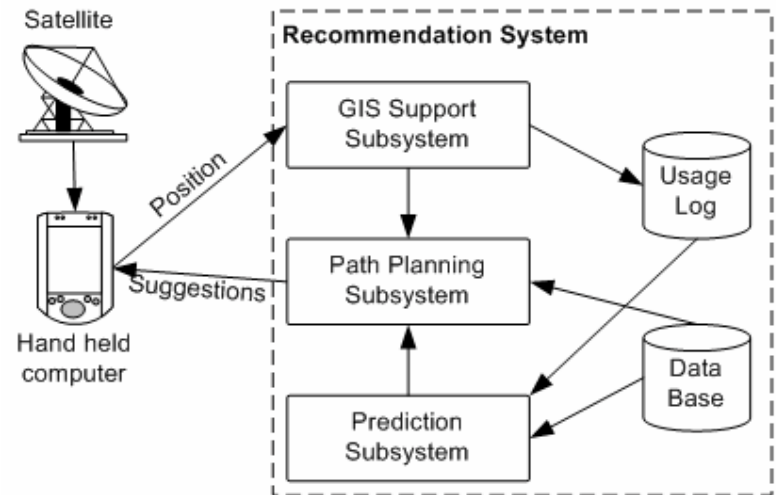 Satellite
Recommendation System
GIS Support
Subsystem
Usage
Log
Position
Path Planning
Subsystem
Suggestions
Hand held
computer
Data
Base
Prediction
Subsystem